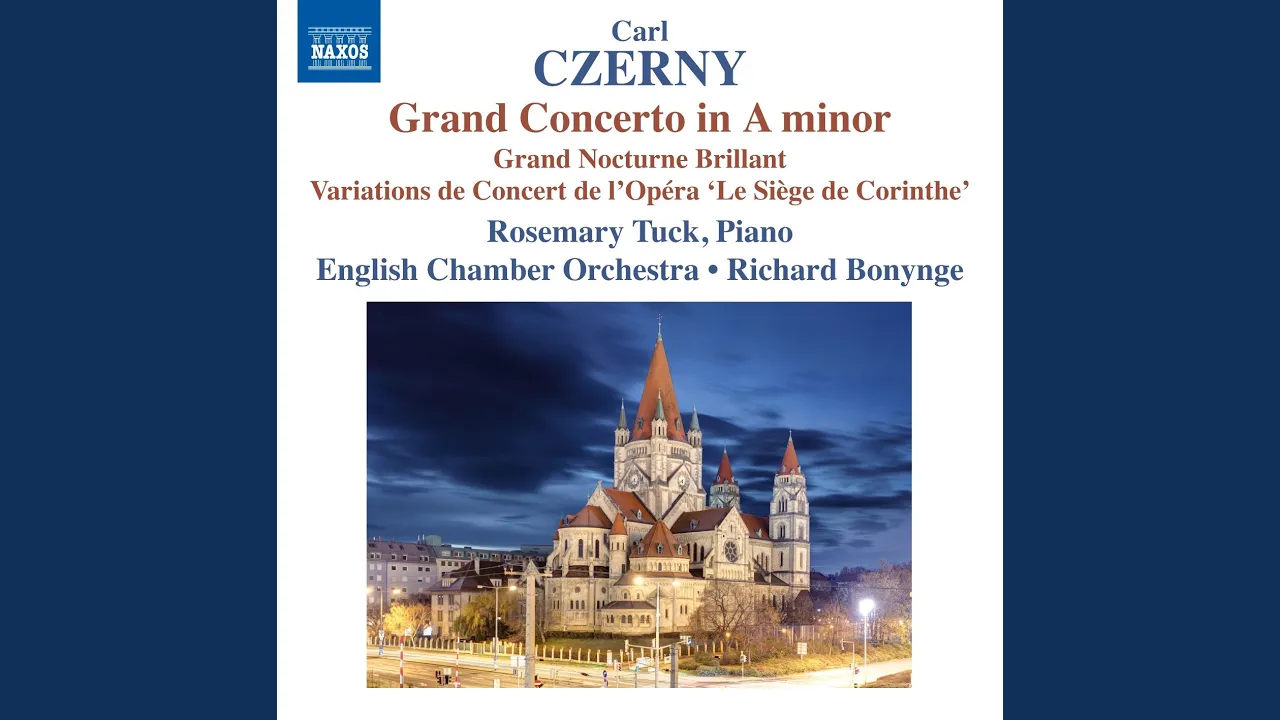 NAXOS
Carl
CZERNY
Grand Concerto in A minor
Grand Nocturne Brillant
Variations de Concert de l’Opéra ‘Le Siège de Corinthe’
Rosemary Tuck, Piano
English Chamber Orchestra • Richard Bonynge